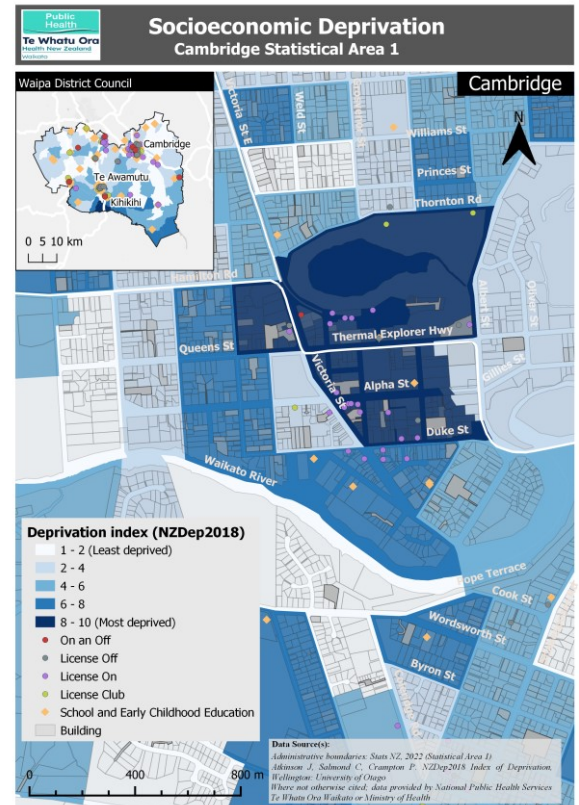 Public
Health
Te Whatu Ora
Health New Zealand
Waikato
Socioeconomic Deprivation
Cambridge Statistical Area 1
Waipa District Council
Cambridge
Te Awamutu
Kihikihi
0 5 10 km
Cambridge
N
Victoria St E
Weld St
Williams St
Princes St
Thornton Rd
Hamilton Rd
Albert St
Queens St
Thermal Explorer Hwy
Gillies St
Victoria St
Alpha St
Duke St
Waikato River
Pope Terrace
Cook St
Wordsworth St
Byron St
Deprivation index (NZDep2018)
1 - 2 (Least deprived)
2 - 4
4 - 6
6 - 8
8 - 10 (Most deprived)
On an Off
License Off
License On
License Club
School and Early Childhood Education
Building
0 400 800 m
Data Source(s):
Administrative boundaries: Stats NZ, 2022 (Statistical Area 1)
Atkinson J, Salmond C, Crampton P. NZDep2018 Index of Deprivation,
Wellington: University of Otago
Where not otherwise cited; data provided by National Public Health Services
Te Whatu Ora Waikato or Ministry of Health